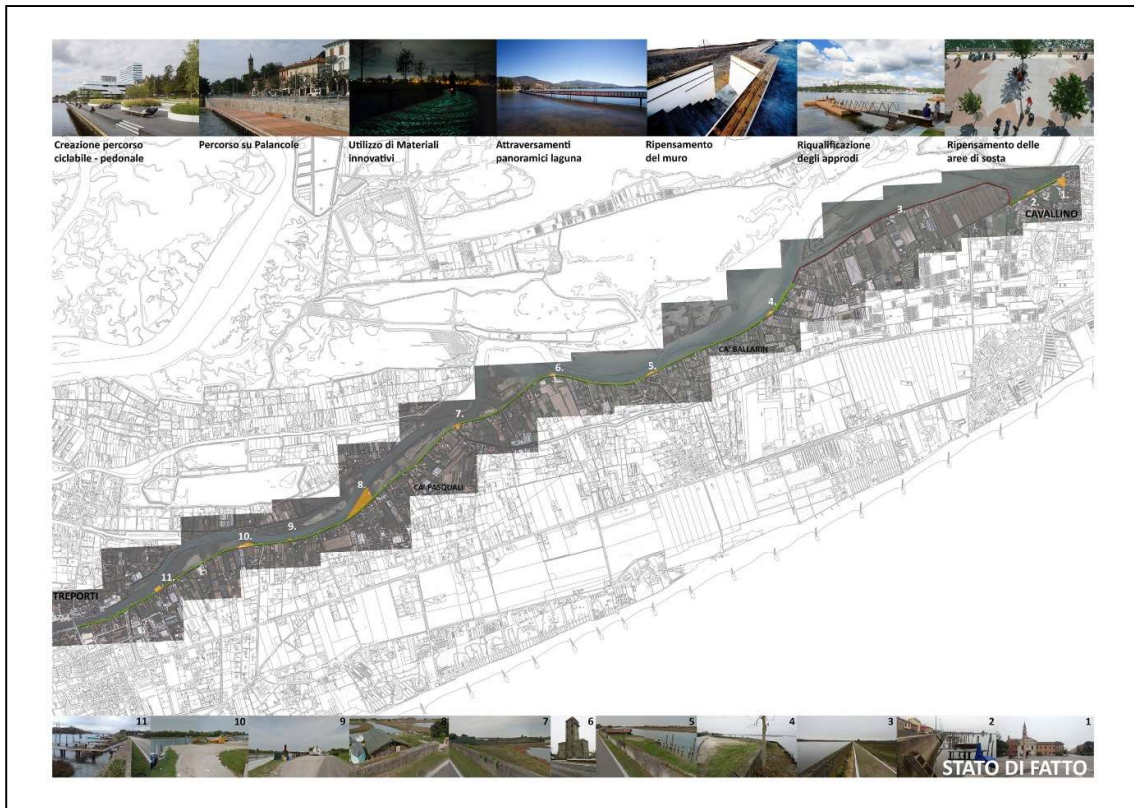 Creazione percorso
ciclabile - pedonale
Percorso su Palancole
Utilizzo di Materiali
innovativi
Attraversamenti
panoramici laguna
Ripensamento
del muro
Riqualificazione
degli approdi
Ripensamento delle
aree di sosta
1.
2.
CAVALLINO
3.
4.
CA' BALLARIN
5.
6.
7.
CA' PASQUALI
8.
9.
10.
11.
TREPORTI
11
10
9
8
7
6
5
4
3
2
1
STATO DI FATTO